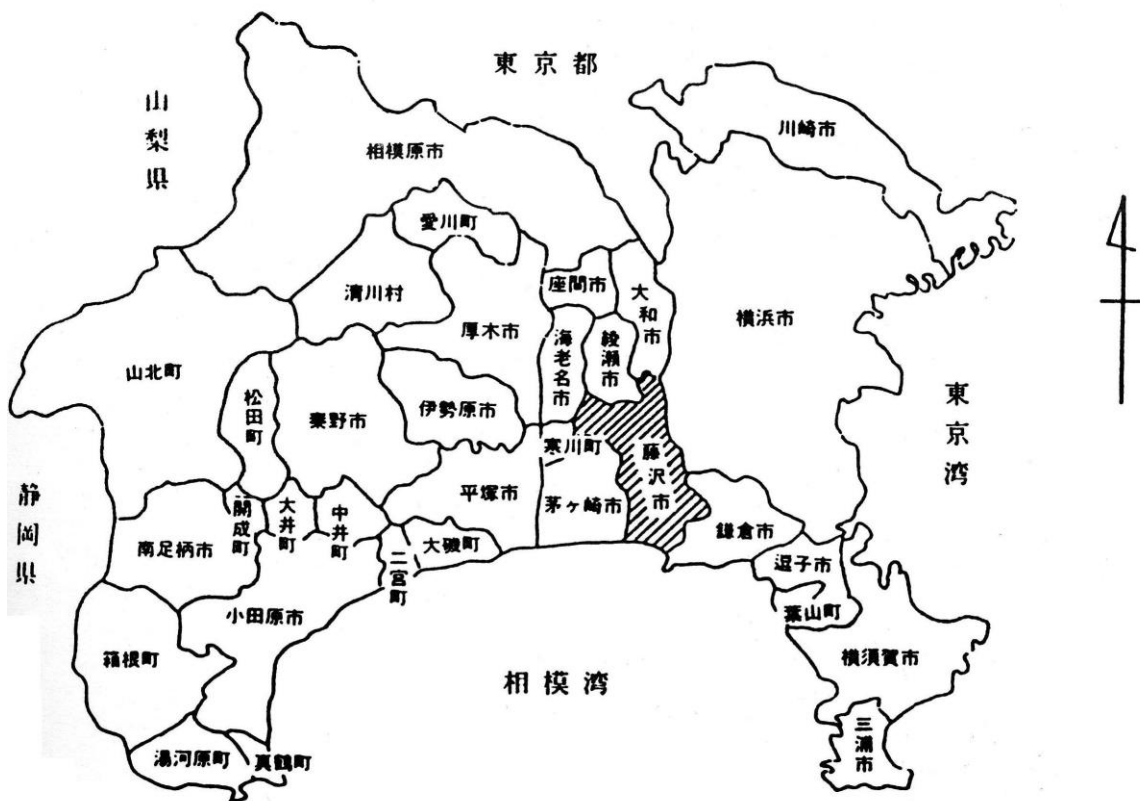 東京都
山梨県
川崎市
相模原市
愛川町
座間市
大和市
清川村
横浜市
厚木市
海老名市
綾瀬市
山北町
松田町
秦野市
伊勢原市
東京湾
寒川町
藤沢市
静岡県
平塚市
茅ヶ崎市
開成町
大井町
中井町
鎌倉市
南足柄市
大磯町
逗子市
二宮町
葉山町
小田原市
箱根町
横須賀市
相模湾
三浦市
湯河原町
真鶴町